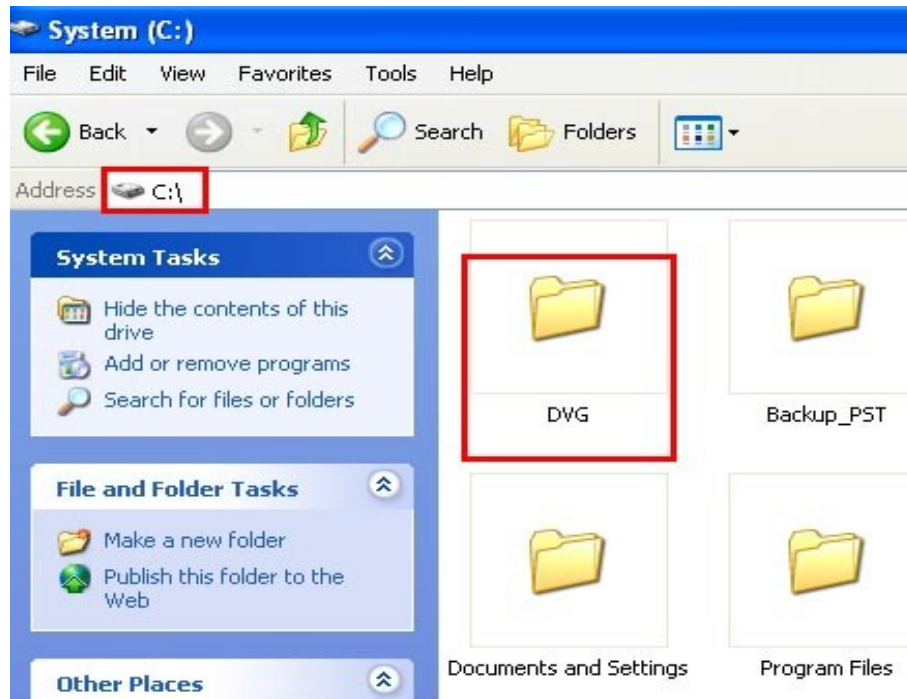 System (C:)
File Edit View Favorites Tools Help
Back Search Folders
Address C:\
System Tasks
Hide the contents of this
drive
Add or remove programs
Search for files or folders
File and Folder Tasks
Make a new folder
Publish this folder to the
Web
Other Places
DVG Backup_PST
Documents and Settings Program Files